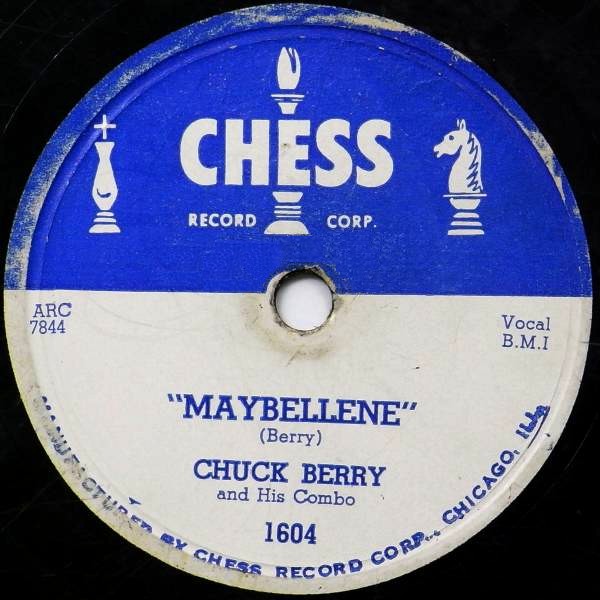 CHESS
RECORD CORP.
ARC
7844
Vocal
B.M.I
"MAYBELLENE"
(Berry)
CHUCK BERRY
and His Combo
1604
MANUFACTURED BY CHESS RECORD CORP., CHICAGO, ILL.